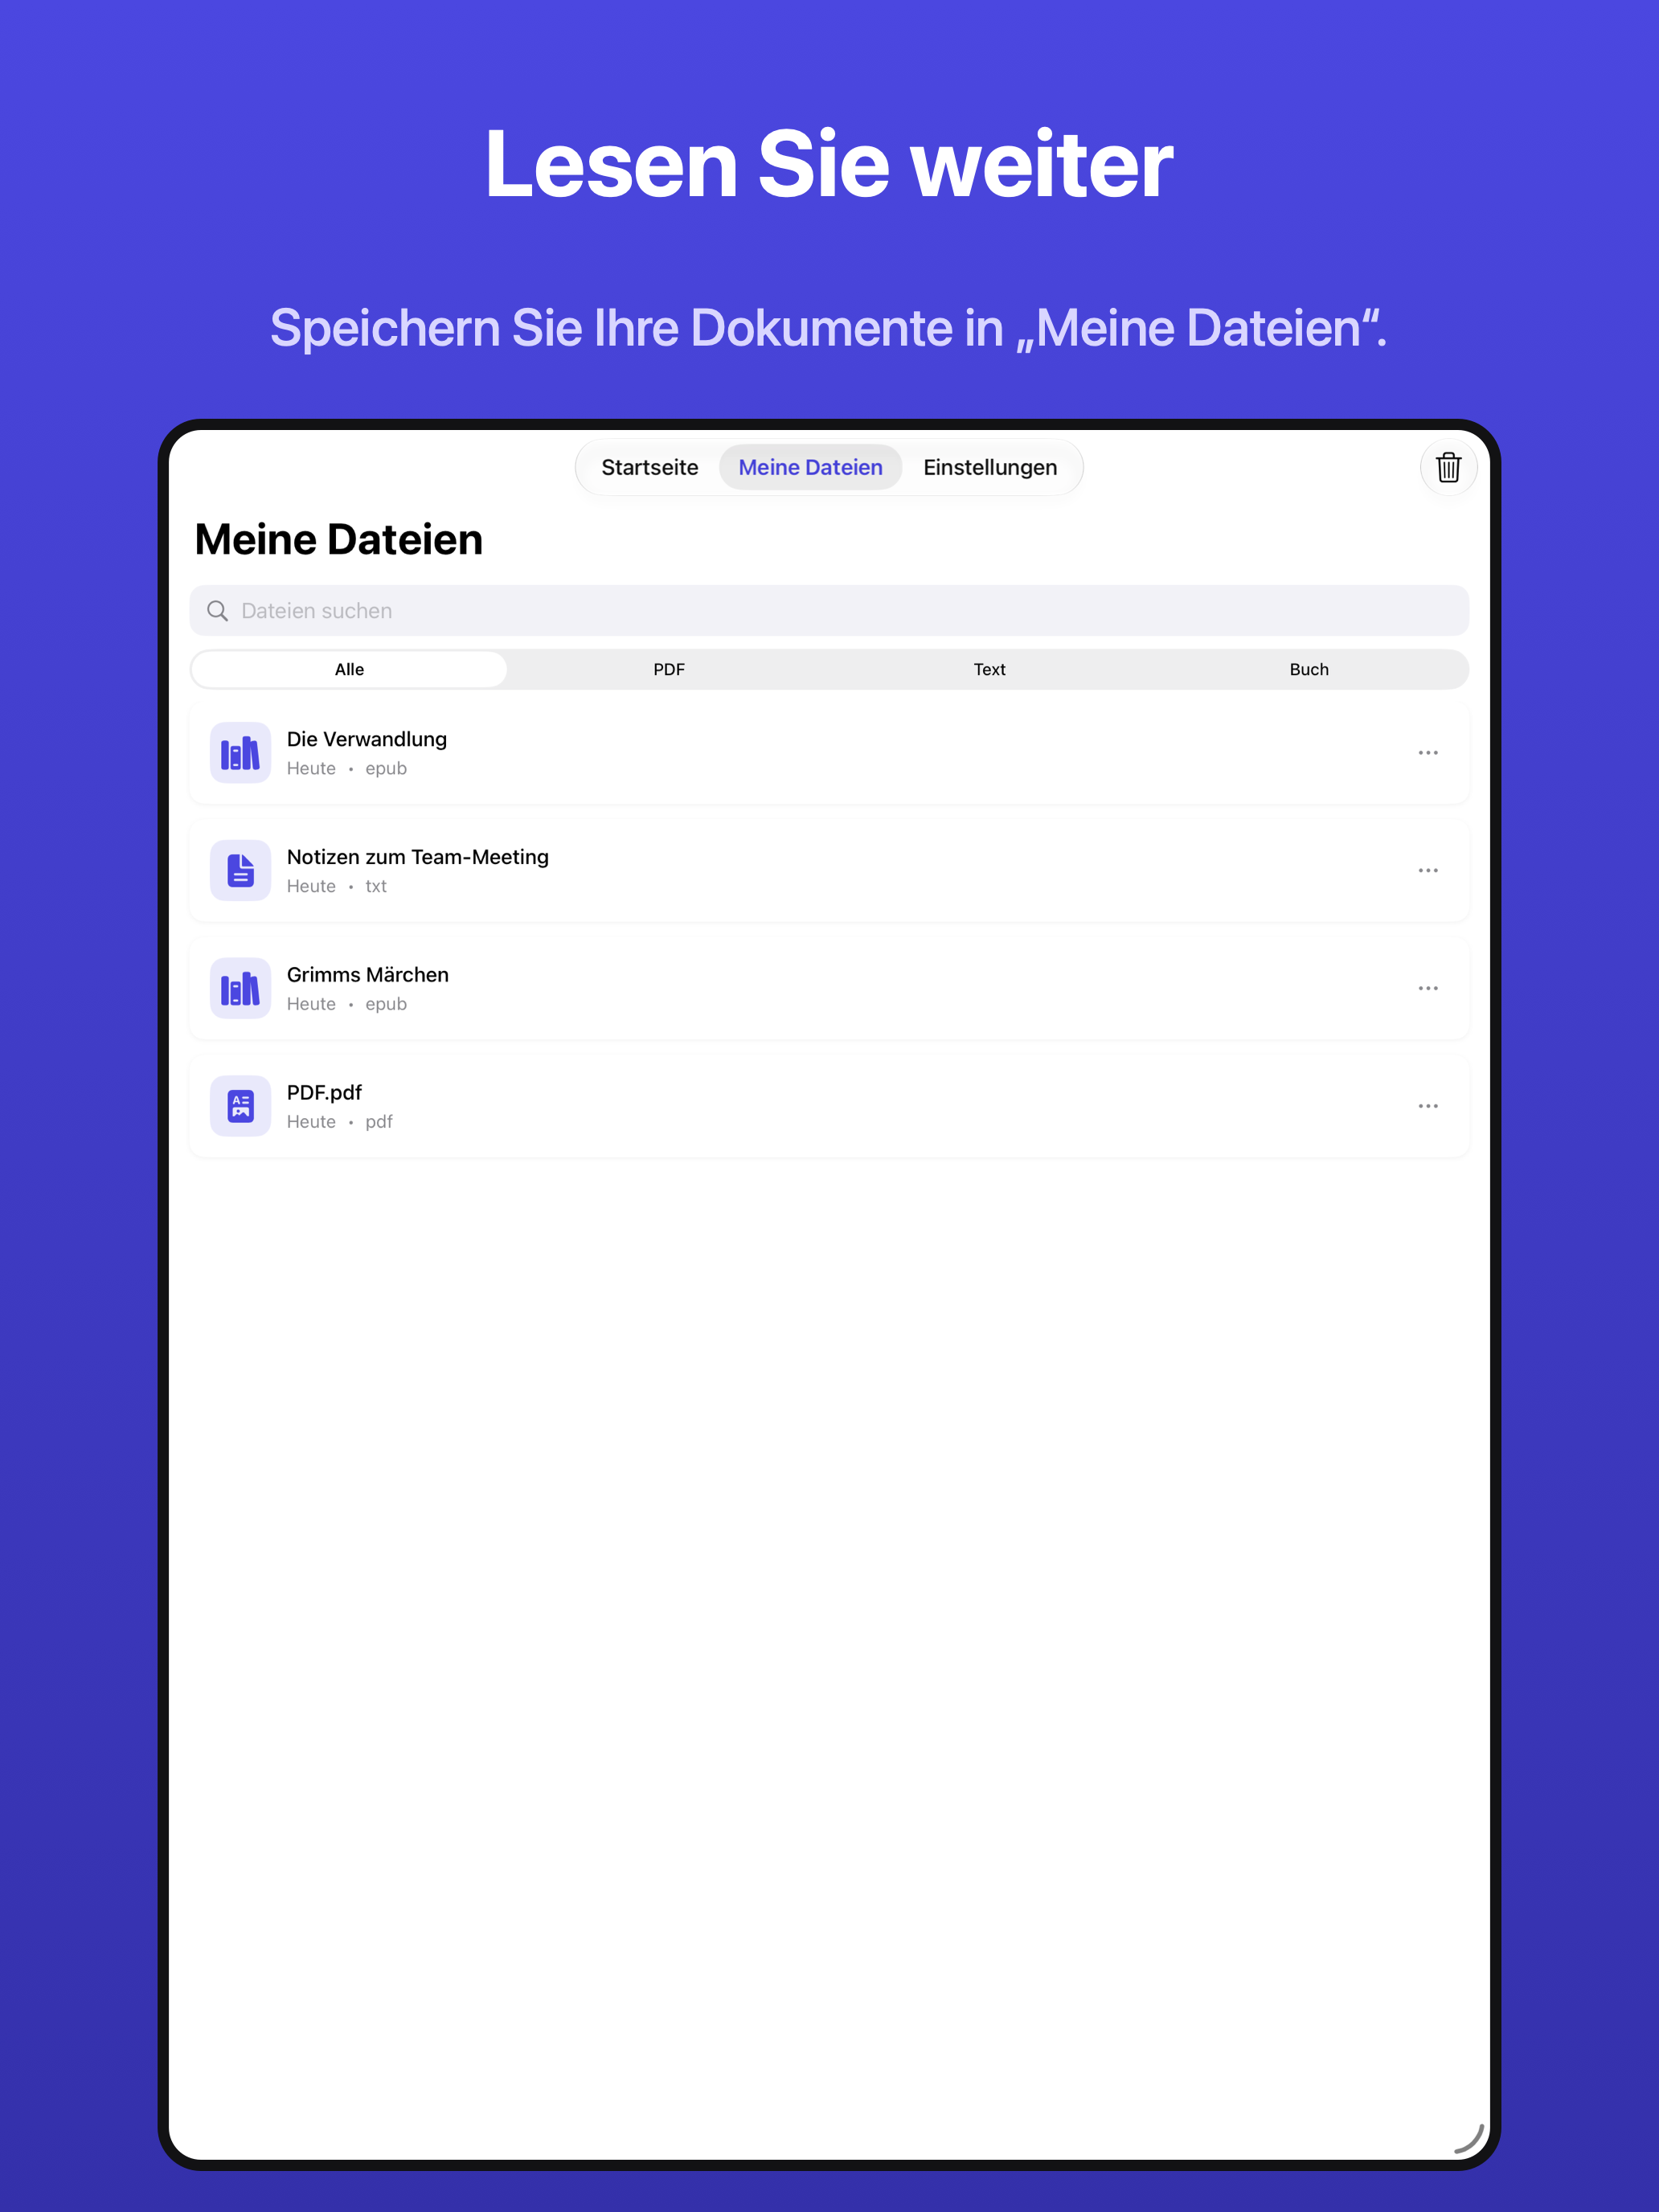 Lesen Sie weiter
Speichern Sie Ihre Dokumente in „Meine Dateien“.
Startseite Meine Dateien Einstellungen
Meine Dateien
Dateien suchen
Alle PDF Text Buch
Die Verwandlung
Heute • epub
Notizen zum Team-Meeting
Heute • txt
Grimms Märchen
Heute • epub
PDF.pdf
Heute • pdf